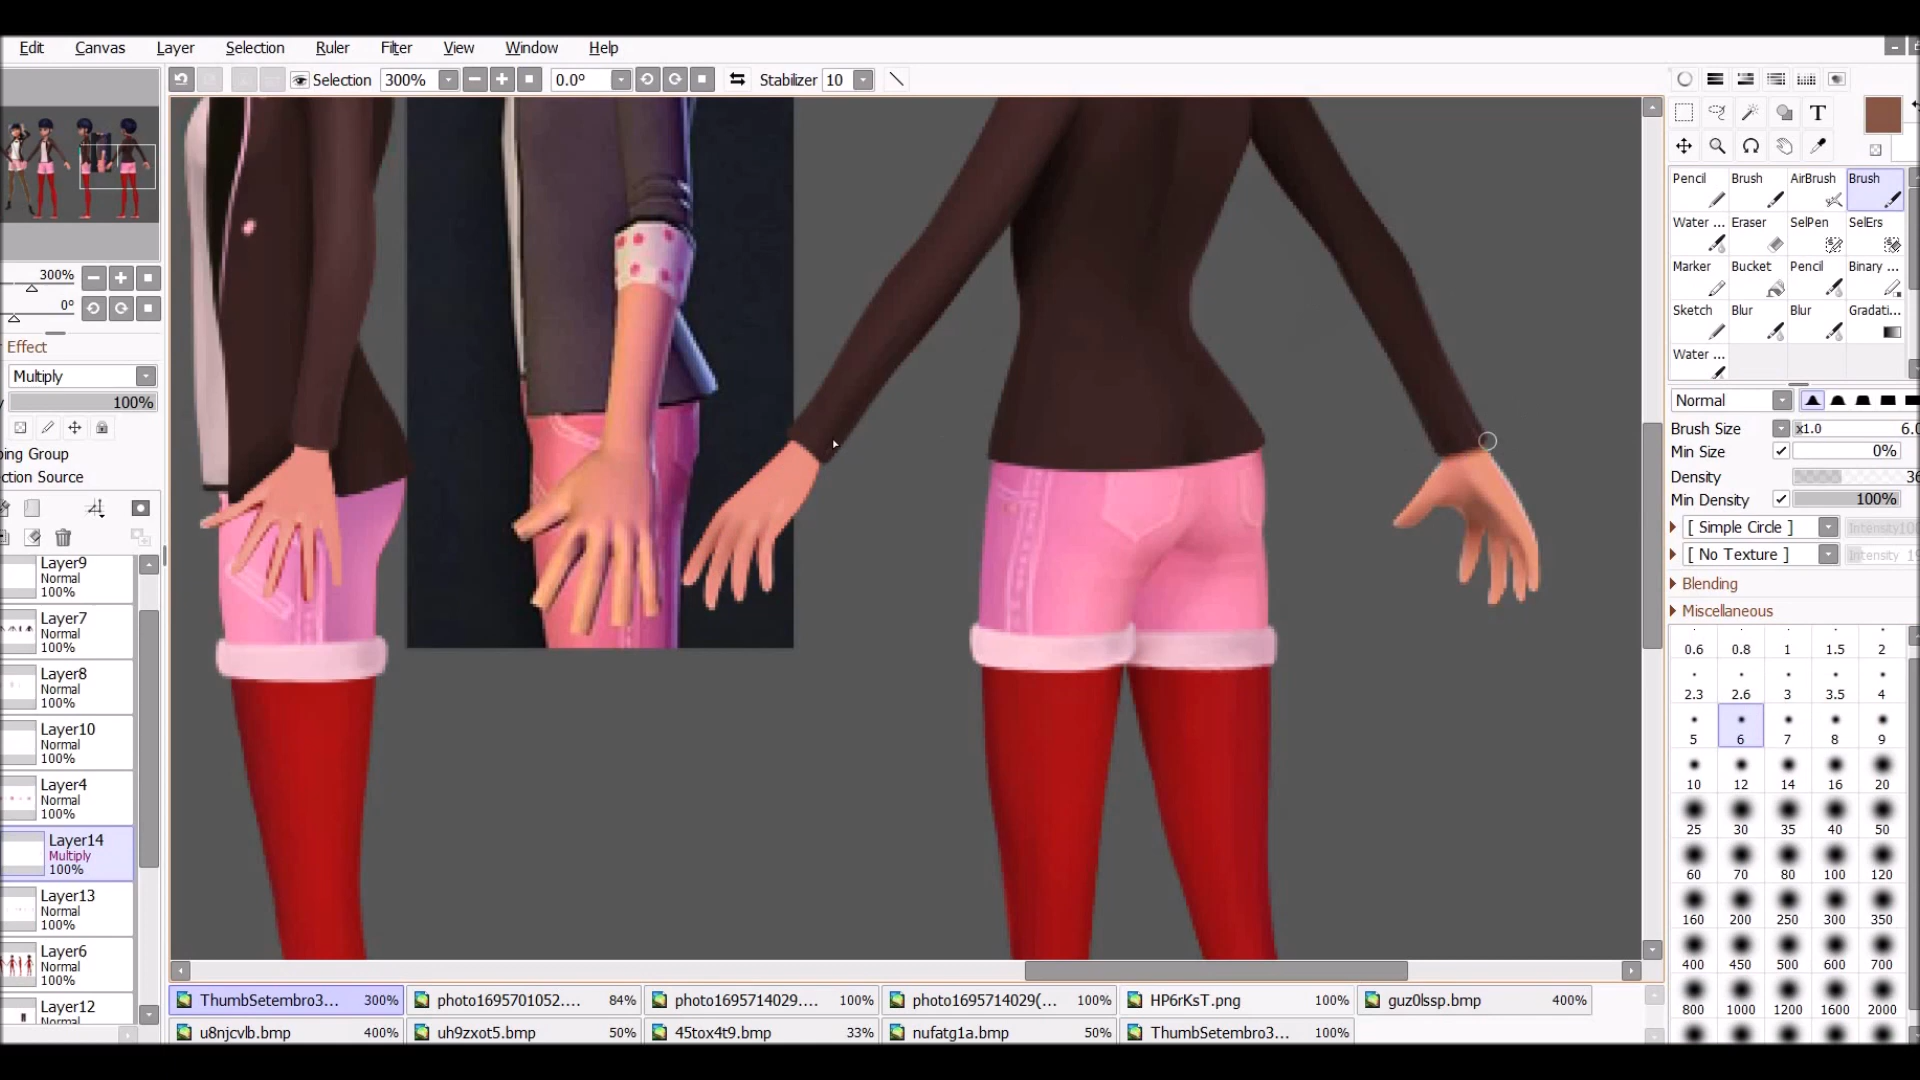 Edit Canvas Layer Selection Ruler Filter View Window Help
Selection 300% 0.0° Stabilizer 10
300%
0°
Effect
Multiply
100%
ping Group
ction Source
Layer9
Normal
100%
Layer7
Normal
100%
Layer8
Normal
100%
Layer10
Normal
100%
Layer4
Normal
100%
Layer14
Multiply
100%
Layer13
Normal
100%
Layer6
Normal
100%
Layer12
Normal
T
Pencil Brush AirBrush Brush
Water ... Eraser SelPen SelErs
Marker Bucket Pencil Binary ...
Sketch Blur Blur Gradati...
Water ...
Normal
Brush Size x1.0 6.0
Min Size 0%
Density 36
Min Density 100%
[ Simple Circle ] Intensity
[ No Texture ] Intensity
Blending
Miscellaneous
0.6 0.8 1 1.5 2
2.3 2.6 3 3.5 4
5 6 7 8 9
10 12 14 16 20
25 30 35 40 50
60 70 80 100 120
160 200 250 300 350
400 450 500 600 700
800 1000 1200 1600 2000
ThumbSetembro3... 300% photo1695701052.... 84% photo1695714029.... 100% photo1695714029(... 100% HP6rKsT.png 100% guz0lssp.bmp 400%
u8njcvlb.bmp 400% uh9zxot5.bmp 50% 45tox4t9.bmp 33% nufatg1a.bmp 50% ThumbSetembro3... 100%